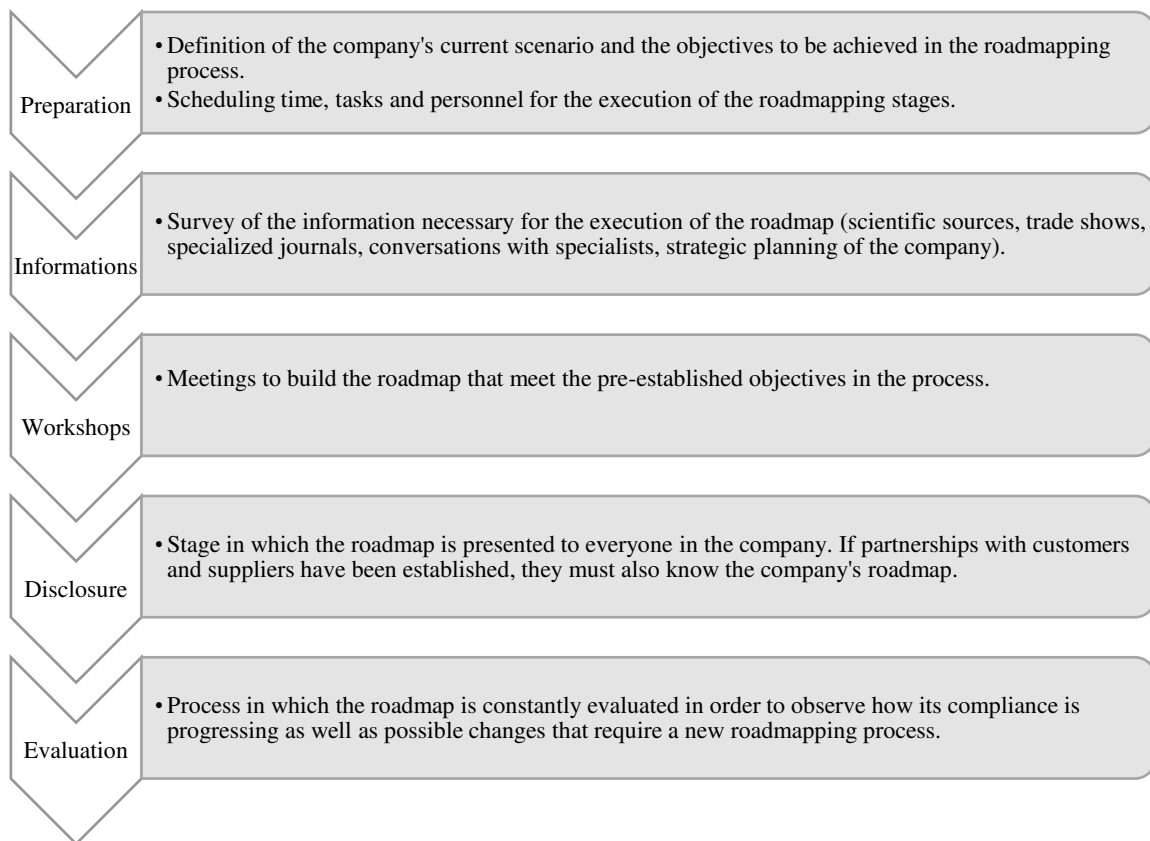 • Definition of the company's current scenario and the objectives to be achieved in the roadmapping
process.
• Scheduling time, tasks and personnel for the execution of the roadmapping stages.
Preparation
• Survey of the information necessary for the execution of the roadmap (scientific sources, trade shows,
specialized journals, conversations with specialists, strategic planning of the company).
Informations
• Meetings to build the roadmap that meet the pre-established objectives in the process.
Workshops
• Stage in which the roadmap is presented to everyone in the company. If partnerships with customers
and suppliers have been established, they must also know the company's roadmap.
Disclosure
• Process in which the roadmap is constantly evaluated in order to observe how its compliance is
progressing as well as possible changes that require a new roadmapping process.
Evaluation